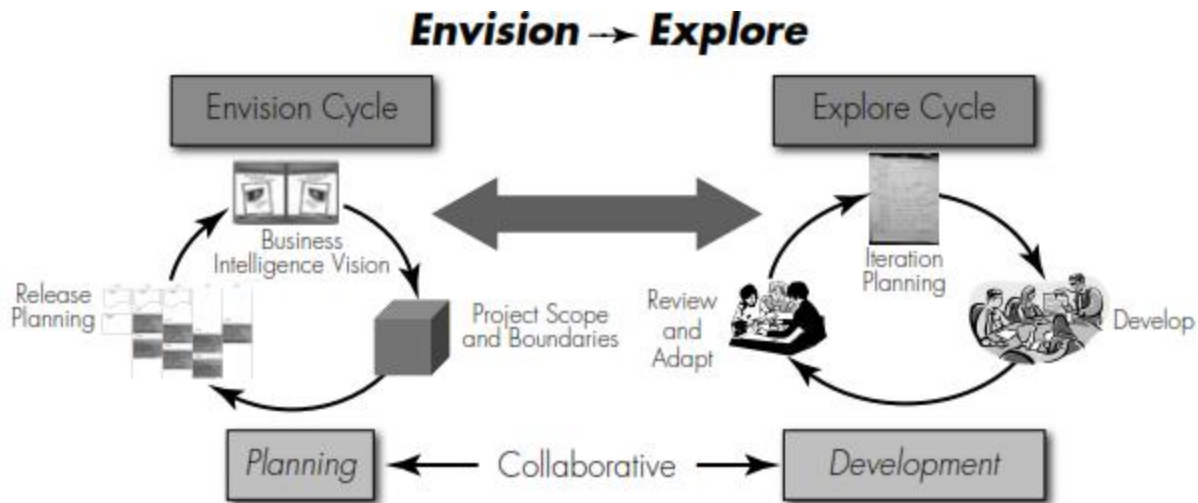 Envision → Explore
Envision Cycle
Explore Cycle
Business
Intelligence Vision
Release
Planning
Project Scope
and Boundaries
Iteration
Planning
Review
and
Adapt
Develop
Planning
Collaborative
Development